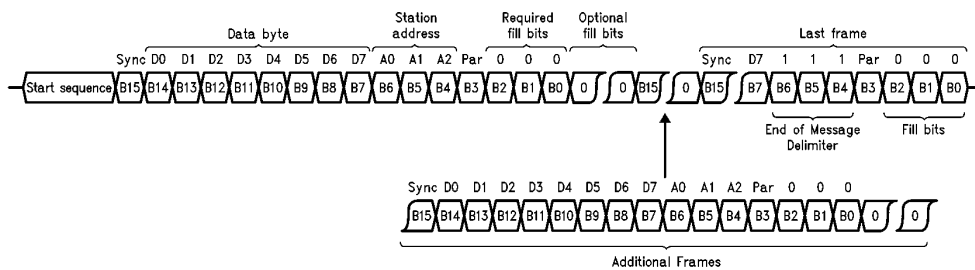 Station Required Optional
Data byte address fill bits fill bits Last frame
Sync D0 D1 D2 D3 D4 D5 D6 D7 A0 A1 A2 Par 0 0 0 Sync D7 1 1 1 Par 0 0 0
Start sequence B15 B14 B13 B12 B11 B10 B9 B8 B7 B6 B5 B4 B3 B2 B1 B0 0 0 B15 0 B15 B7 B6 B5 B4 B3 B2 B1 B0
End of Message Fill bits
Delimiter
Sync D0 D1 D2 D3 D4 D5 D6 D7 A0 A1 A2 Par 0 0 0
B15 B14 B13 B12 B11 B10 B9 B8 B7 B6 B5 B4 B3 B2 B1 B0 0 0
Additional Frames